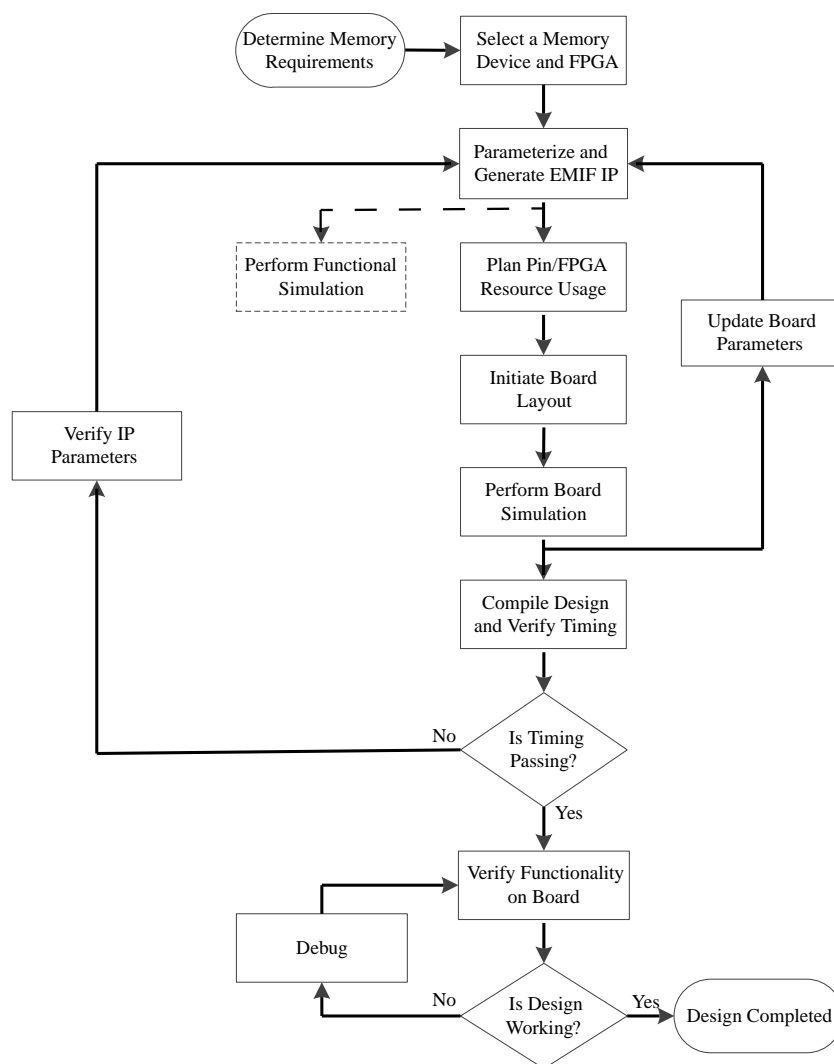 Determine Memory
Requirements
Select a Memory
Device and FPGA
Parameterize and
Generate EMIF IP
Perform Functional
Simulation
Plan Pin/FPGA
Resource Usage
Update Board
Parameters
Initiate Board
Layout
Verify IP
Parameters
Perform Board
Simulation
Compile Design
and Verify Timing
No
Is Timing
Passing?
Yes
Verify Functionality
on Board
Debug
No
Is Design
Working?
Yes
Design Completed